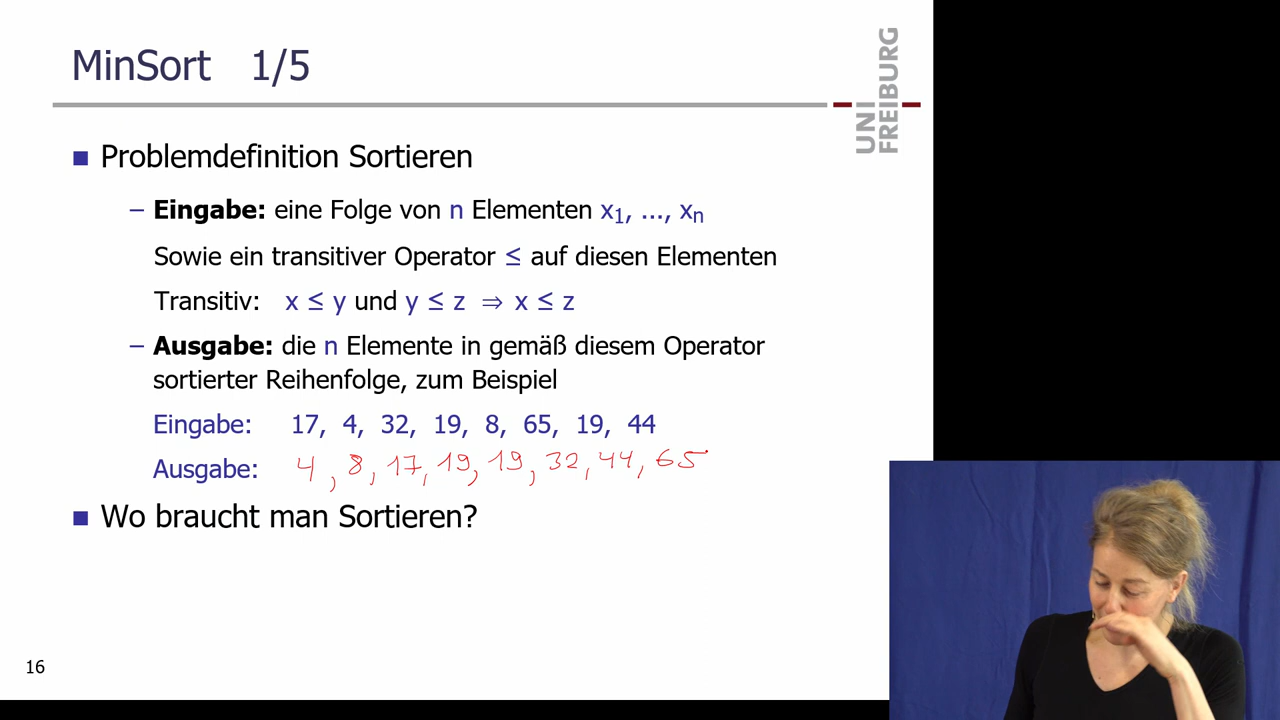 MinSort 1/5
UNI
FREIBURG
Problemdefinition Sortieren
– Eingabe: eine Folge von n Elementen x1, ..., xn
Sowie ein transitiver Operator ≤ auf diesen Elementen
Transitiv: x ≤ y und y ≤ z ⇒ x ≤ z
– Ausgabe: die n Elemente in gemäß diesem Operator
sortierter Reihenfolge, zum Beispiel
Eingabe: 17, 4, 32, 19, 8, 65, 19, 44
Ausgabe: 4, 8, 17, 19, 19, 32, 44, 65
Wo braucht man Sortieren?
16